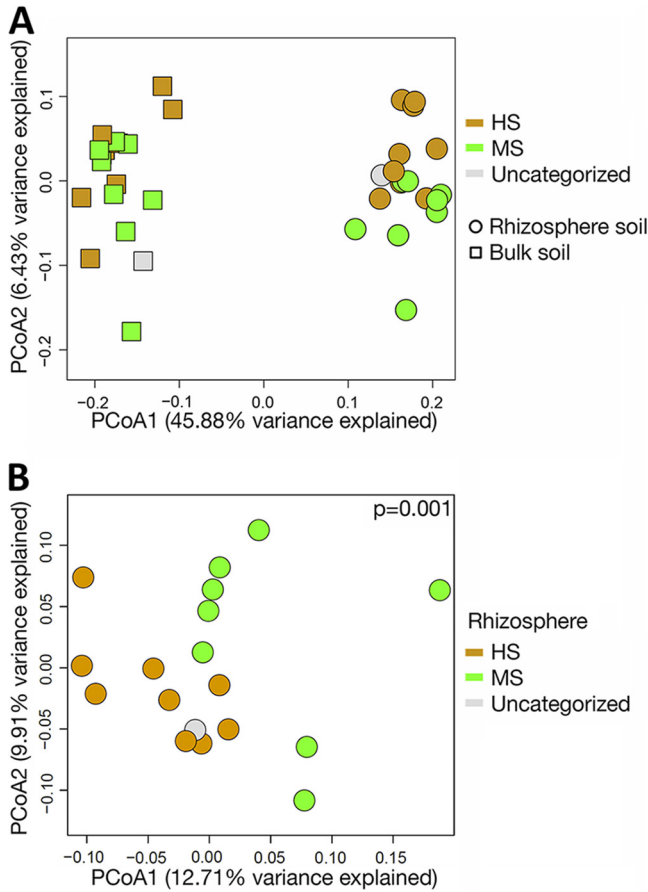 A
PCoA2 (6.43% variance explained)
0.1
0.0
−0.1
−0.2
−0.2 −0.1 0.0 0.1 0.2
PCoA1 (45.88% variance explained)
HS
MS
Uncategorized
Rhizosphere soil
Bulk soil
B
p=0.001
PCoA2 (9.91% variance explained)
0.10
0.05
0.00
−0.05
−0.10
−0.10 −0.05 0.00 0.05 0.10 0.15
PCoA1 (12.71% variance explained)
Rhizosphere
HS
MS
Uncategorized